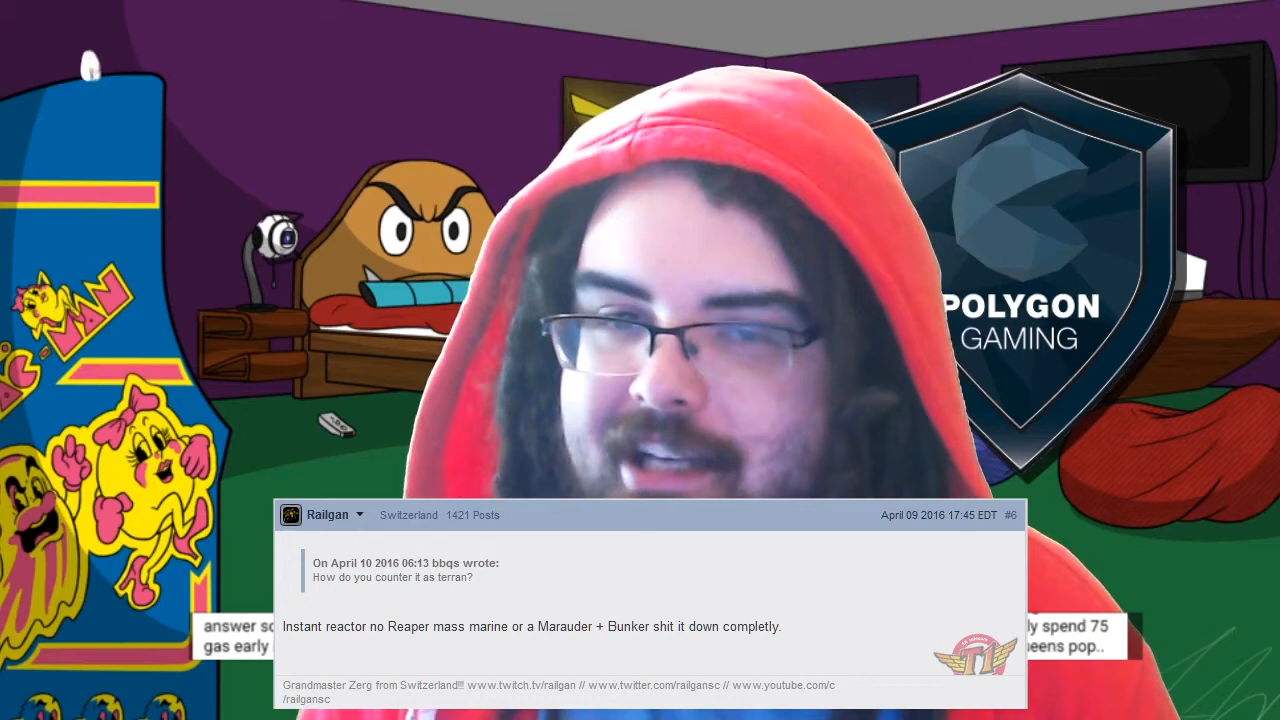 POLYGON
GAMING
Railgan Switzerland 1421 Posts April 09 2016 17:45 EDT #6
On April 10 2016 06:13 bbqs wrote:
How do you counter it as terran?
answer
ly spend 75
Instant reactor no Reaper mass marine or a Marauder + Bunker shit it down completly.
gas early
eens pop..
T1
Grandmaster Zerg from Switzerland!!! www.twitch.tv/railgan // www.twitter.com/railgansc // www.youtube.com/c
/railgansc